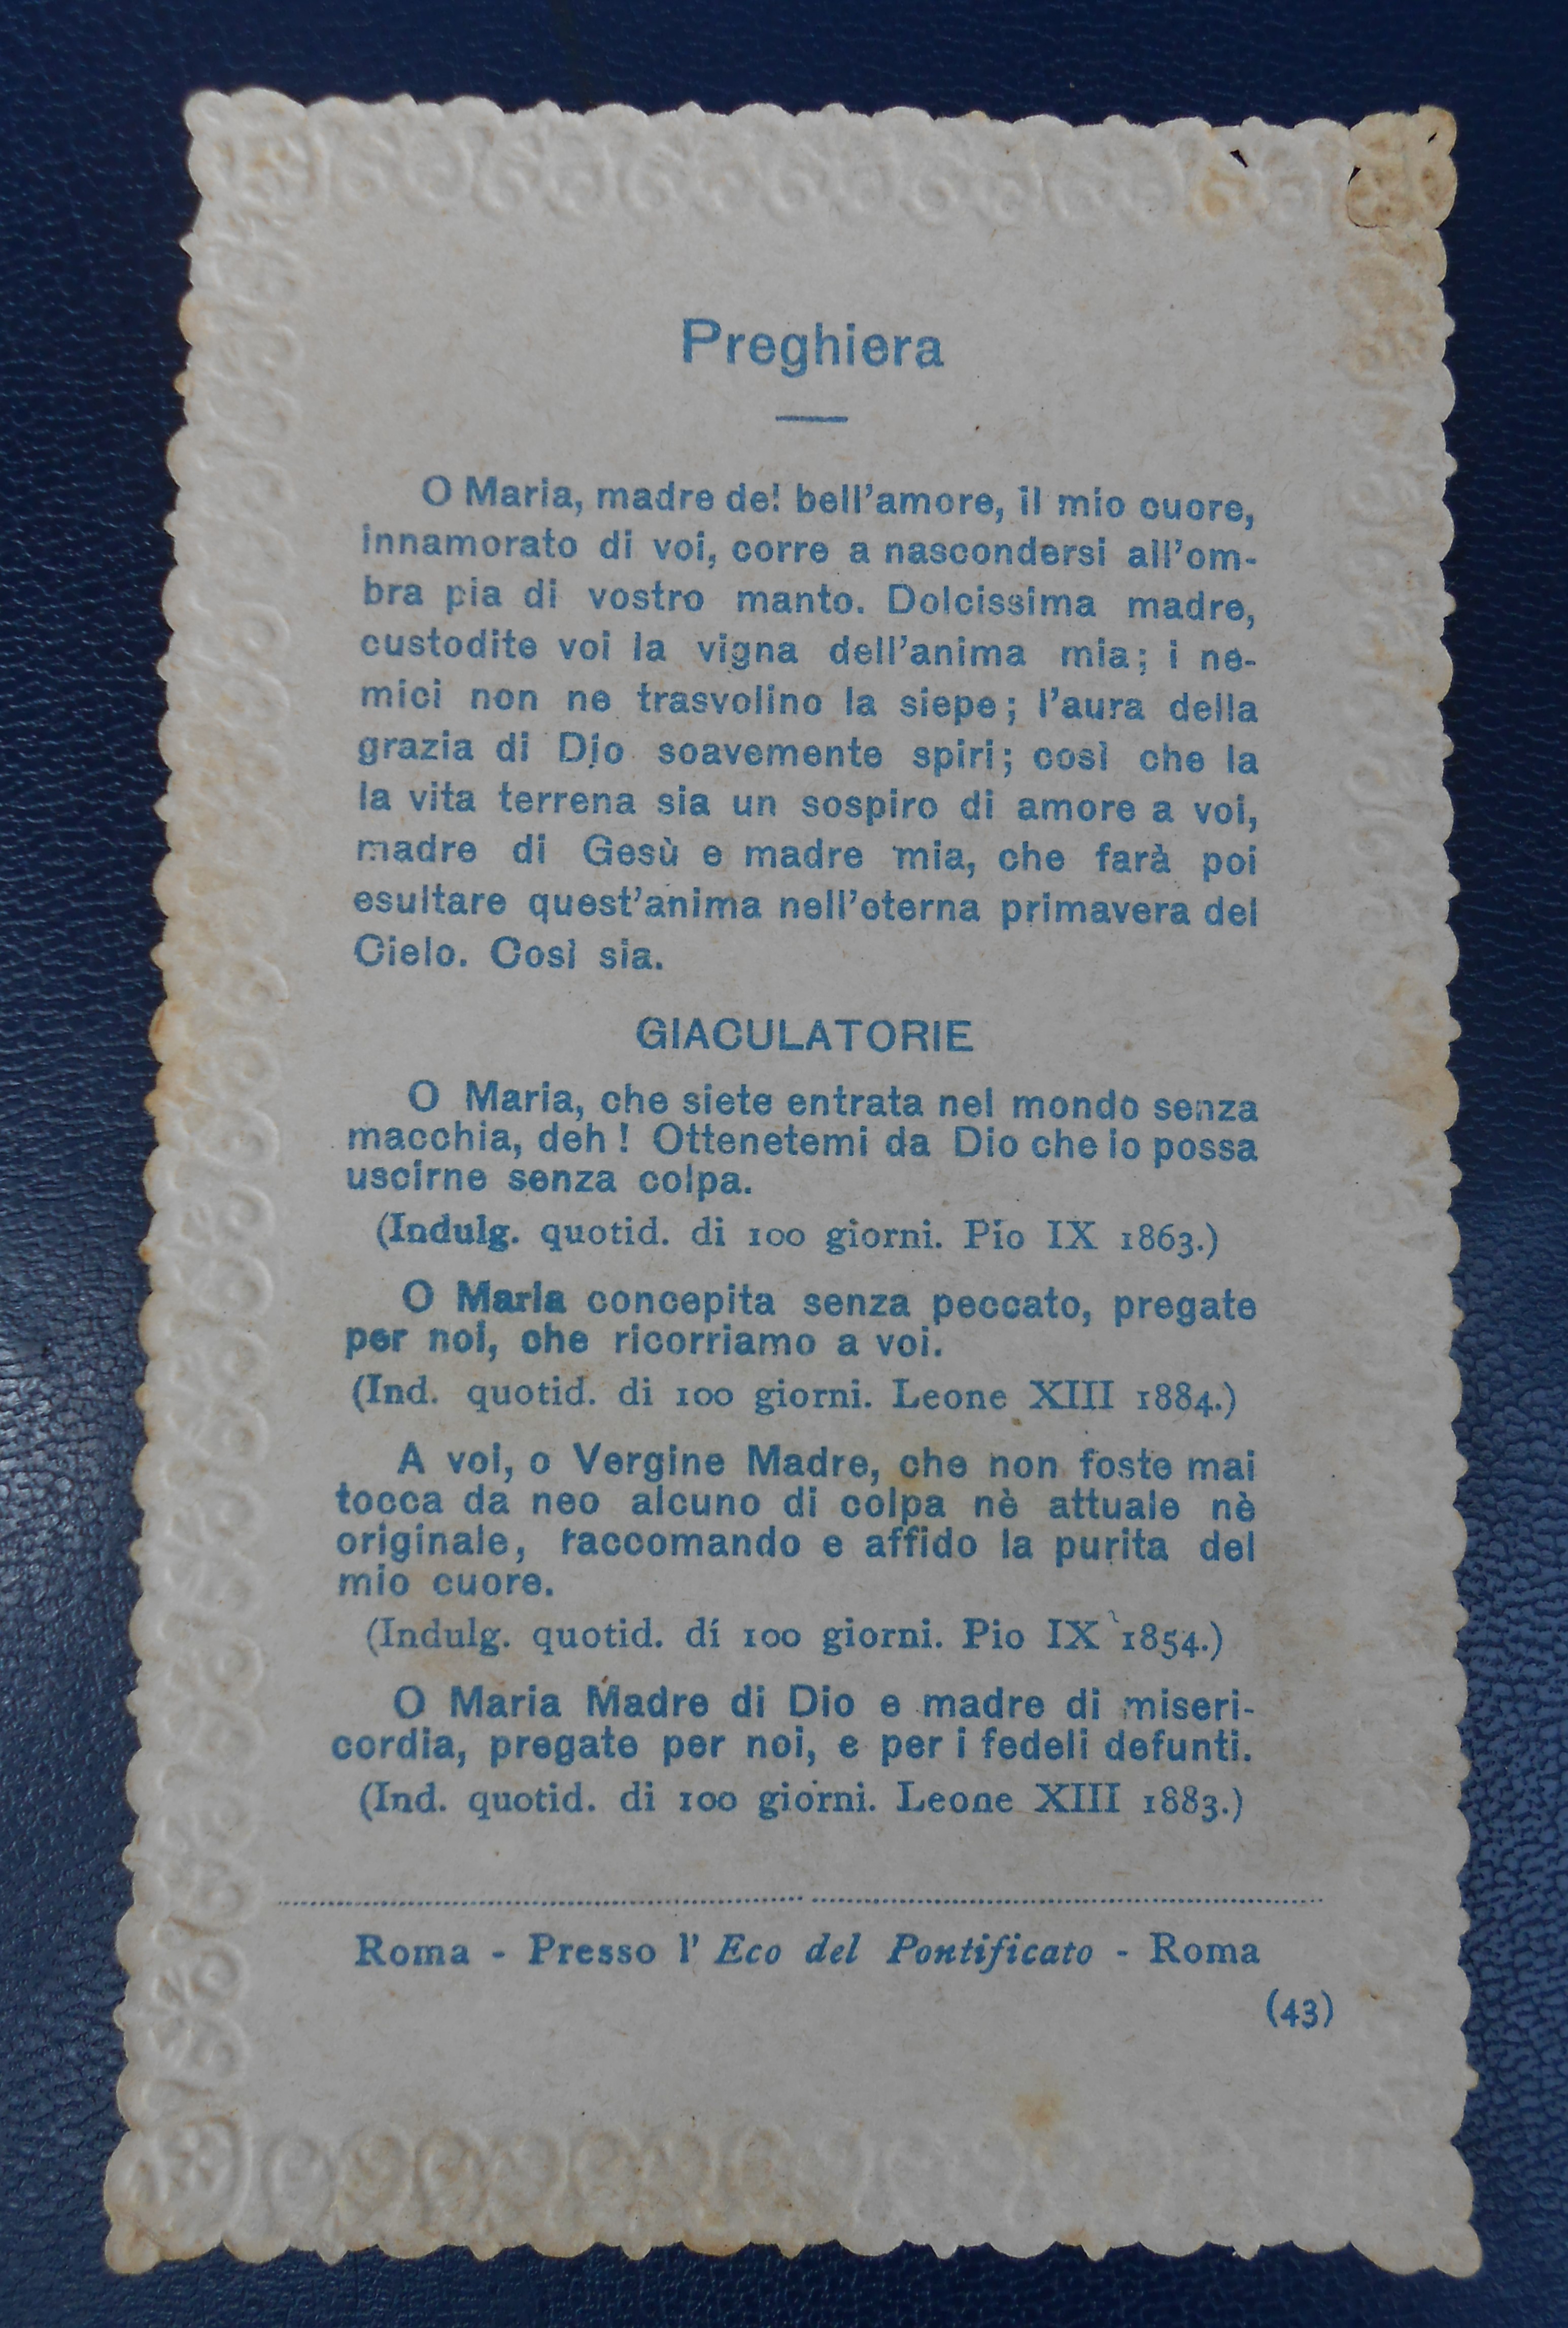 Preghiera
O Maria, madre del bell'amore, il mio cuore,
innamorato di voi, corre a nascondersi all'om-
bra pia di vostro manto. Dolcissima madre,
custodite voi la vigna dell'anima mia; i ne-
mici non ne trasvolino la siepe; l'aura della
grazia di Dio soavemente spiri; così che la
la vita terrena sia un sospiro di amore a voi,
madre di Gesù e madre mia, che farà poi
esultare quest'anima nell'eterna primavera del
Cielo. Così sia.
GIACULATORIE
O Maria, che siete entrata nel mondo senza
macchia, deh! Ottenetemi da Dio che io possa
uscirne senza colpa.
(Indulg. quotid. di 100 giorni. Pio IX 1863.)
O Maria concepita senza peccato, pregate
per noi, che ricorriamo a voi.
(Ind. quotid. di 100 giorni. Leone XIII 1884.)
A voi, o Vergine Madre, che non foste mai
tocca da neo alcuno di colpa nè attuale nè
originale, raccomando e affido la purita del
mio cuore.
(Indulg. quotid. dí 100 giorni. Pio IX 1854.)
O Maria Madre di Dio e madre di miseri-
cordia, pregate per noi, e per i fedeli defunti.
(Ind. quotid. di 100 giorni. Leone XIII 1883.)
Roma - Presso l' Eco del Pontificato - Roma
(43)